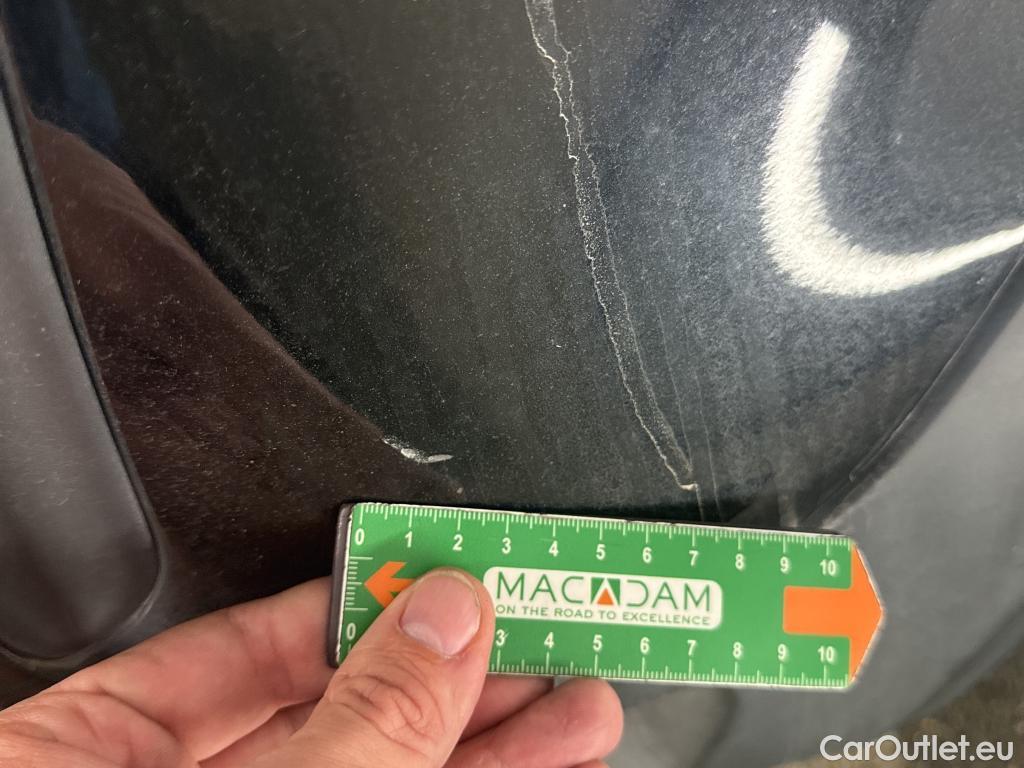 0 1 2 3 4 5 6 7 8 9 10
MACADAM
ON THE ROAD TO EXCELLENCE
0 3 4 5 6 7 8 9 10
CarOutlet.eu